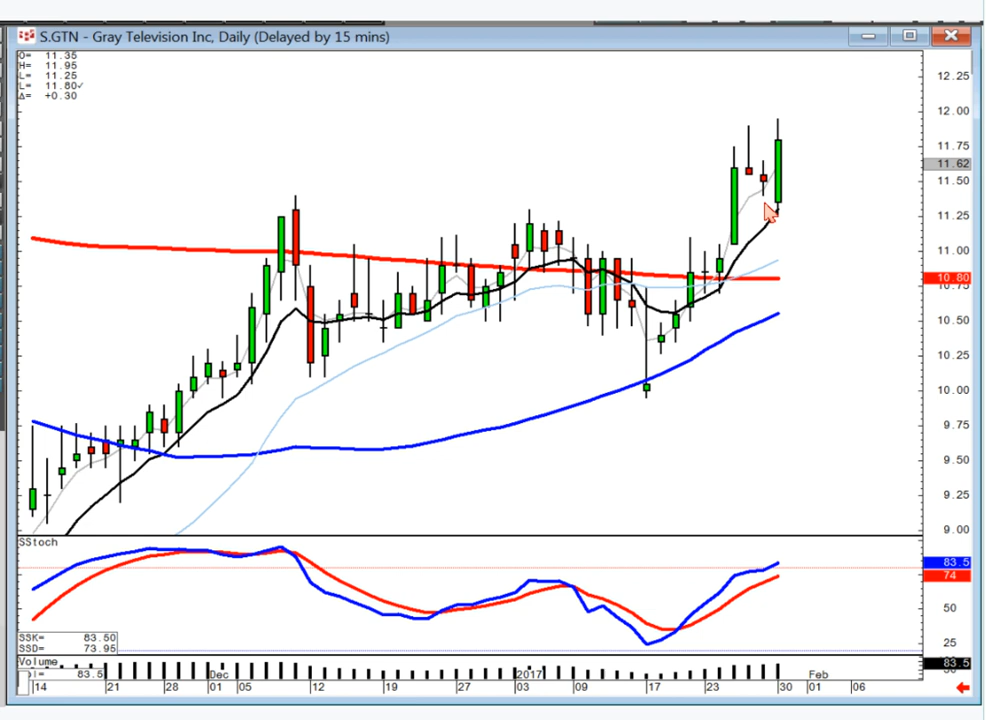 S.GTN - Gray Television Inc, Daily (Delayed by 15 mins)
O= 11.35
H= 11.95
L= 11.25
L= 11.80✓
Δ= +0.30
12.25
12.00
11.75
11.62
11.50
11.25
11.00
10.80
10.75
10.50
10.25
10.00
9.75
9.50
9.25
9.00
SStoch
83.5
74
50
25
SSK= 83.50
SSD= 73.95
Volume
83.5
83.5
14 21 28 Dec 01 05 12 19 27 2017 03 09 17 23 30 Feb 01 06